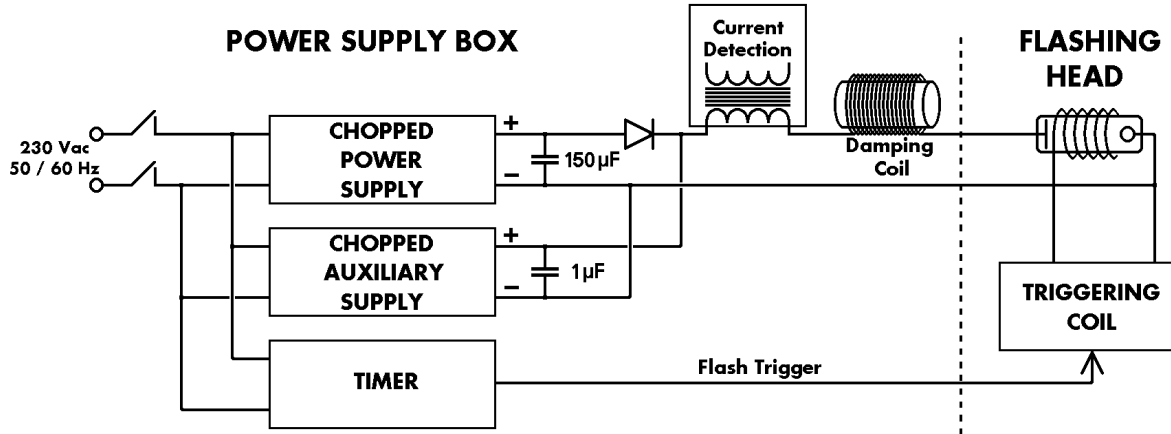 POWER SUPPLY BOX
Current
Detection
FLASHING
HEAD
230 Vac
50 / 60 Hz
CHOPPED
POWER
SUPPLY
+
−
150µF
Damping
Coil
CHOPPED
AUXILIARY
SUPPLY
+
−
1µF
TRIGGERING
COIL
TIMER
Flash Trigger